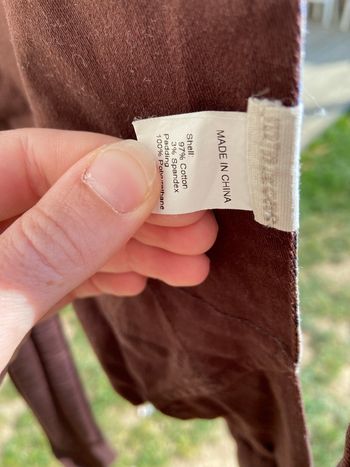 MADE IN CHINA
Shell
97% Cotton
3% Spandex
Padding
100% Polyurethane